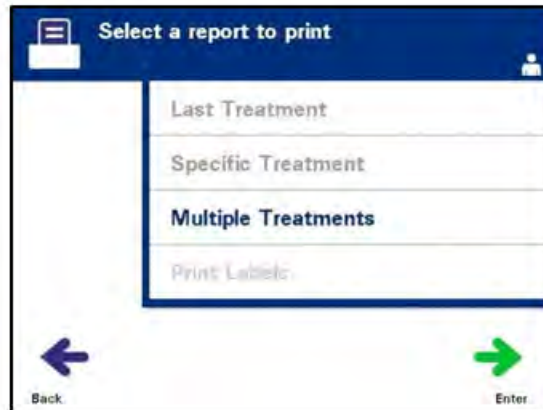 Select a report to print
Last Treatment
Specific Treatment
Multiple Treatments
Print Labels
Back
Enter